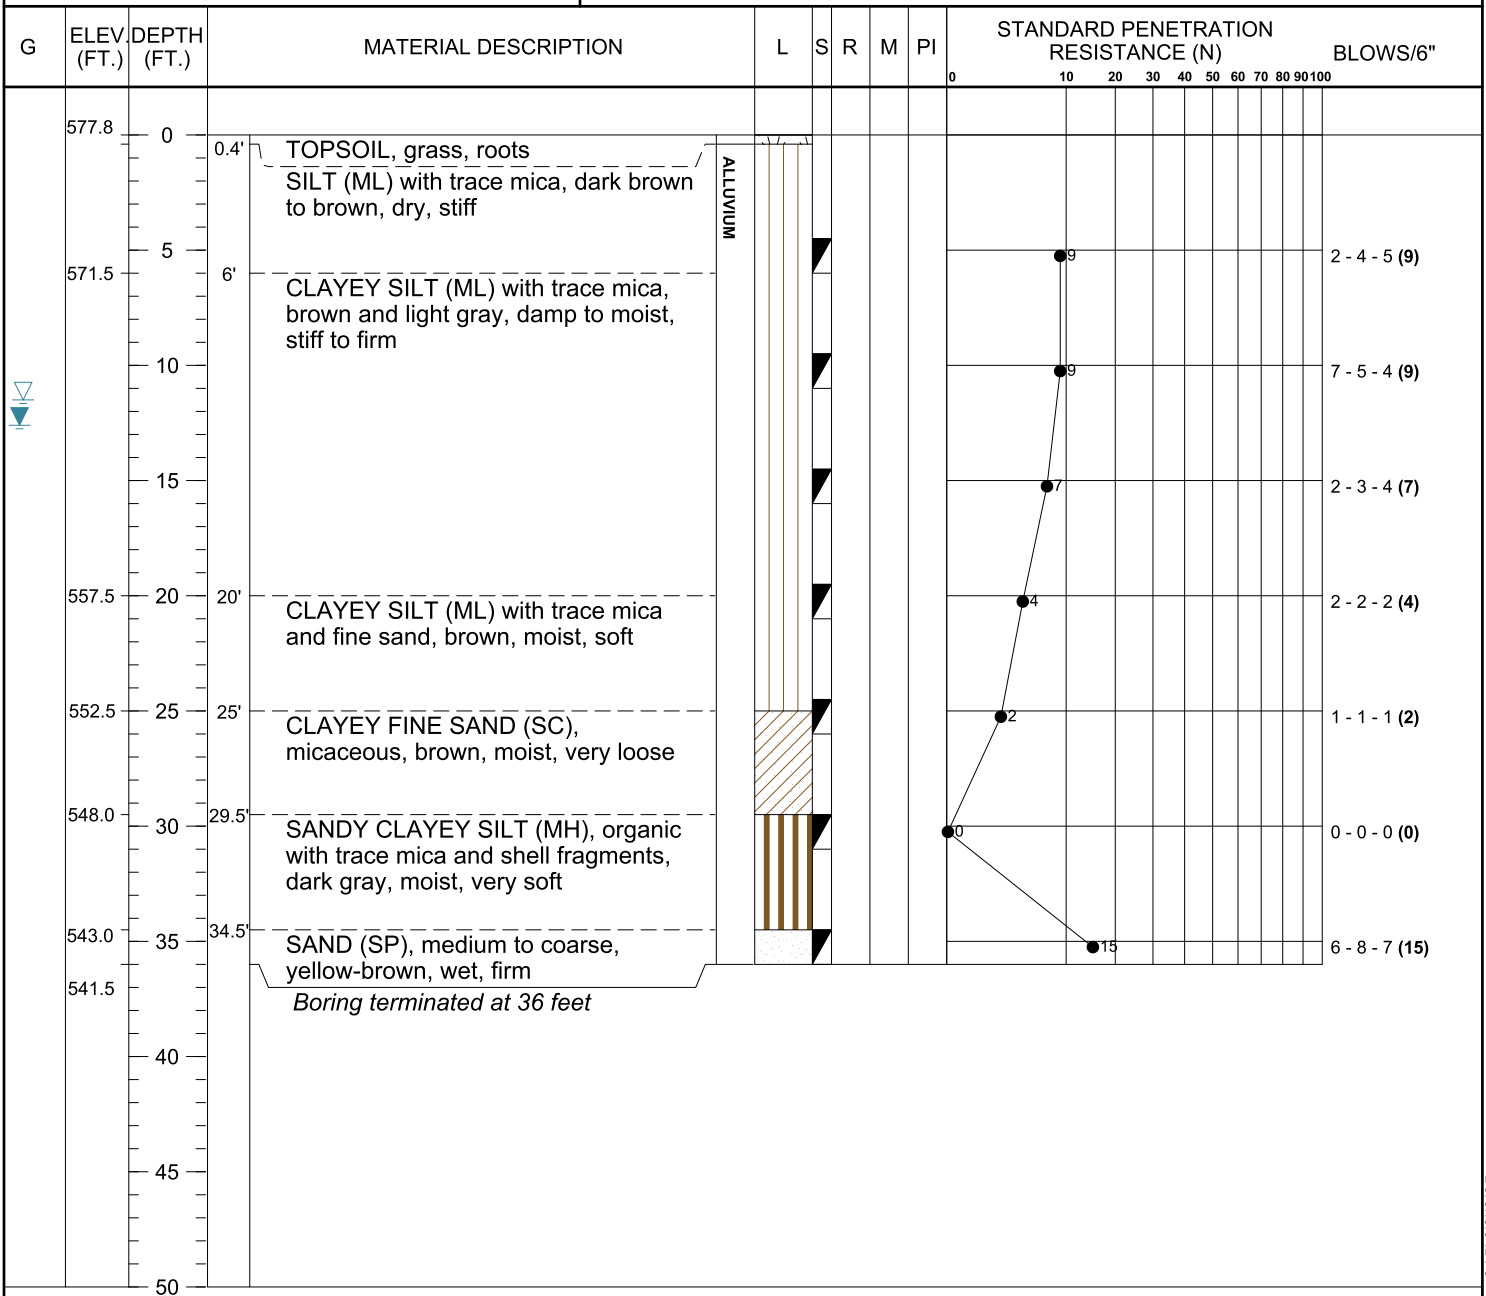 G
ELEV. (FT.)
DEPTH (FT.)
MATERIAL DESCRIPTION
L
S
R
M
PI
STANDARD PENETRATION
RESISTANCE (N)
BLOWS/6"
0 10 20 30 40 50 60 70 80 90 100
577.8
0
0.4'
TOPSOIL, grass, roots
SILT (ML) with trace mica, dark brown
to brown, dry, stiff
ALLUVIUM
5
9
2 - 4 - 5 (9)
571.5
6'
CLAYEY SILT (ML) with trace mica,
brown and light gray, damp to moist,
stiff to firm
10
9
7 - 5 - 4 (9)
15
7
2 - 3 - 4 (7)
557.5
20
20'
CLAYEY SILT (ML) with trace mica
and fine sand, brown, moist, soft
4
2 - 2 - 2 (4)
552.5
25
25'
CLAYEY FINE SAND (SC),
micaceous, brown, moist, very loose
2
1 - 1 - 1 (2)
548.0
30
29.5'
SANDY CLAYEY SILT (MH), organic
with trace mica and shell fragments,
dark gray, moist, very soft
0
0 - 0 - 0 (0)
543.0
35
34.5'
SAND (SP), medium to coarse,
yellow-brown, wet, firm
15
6 - 8 - 7 (15)
541.5
Boring terminated at 36 feet
40
45
50